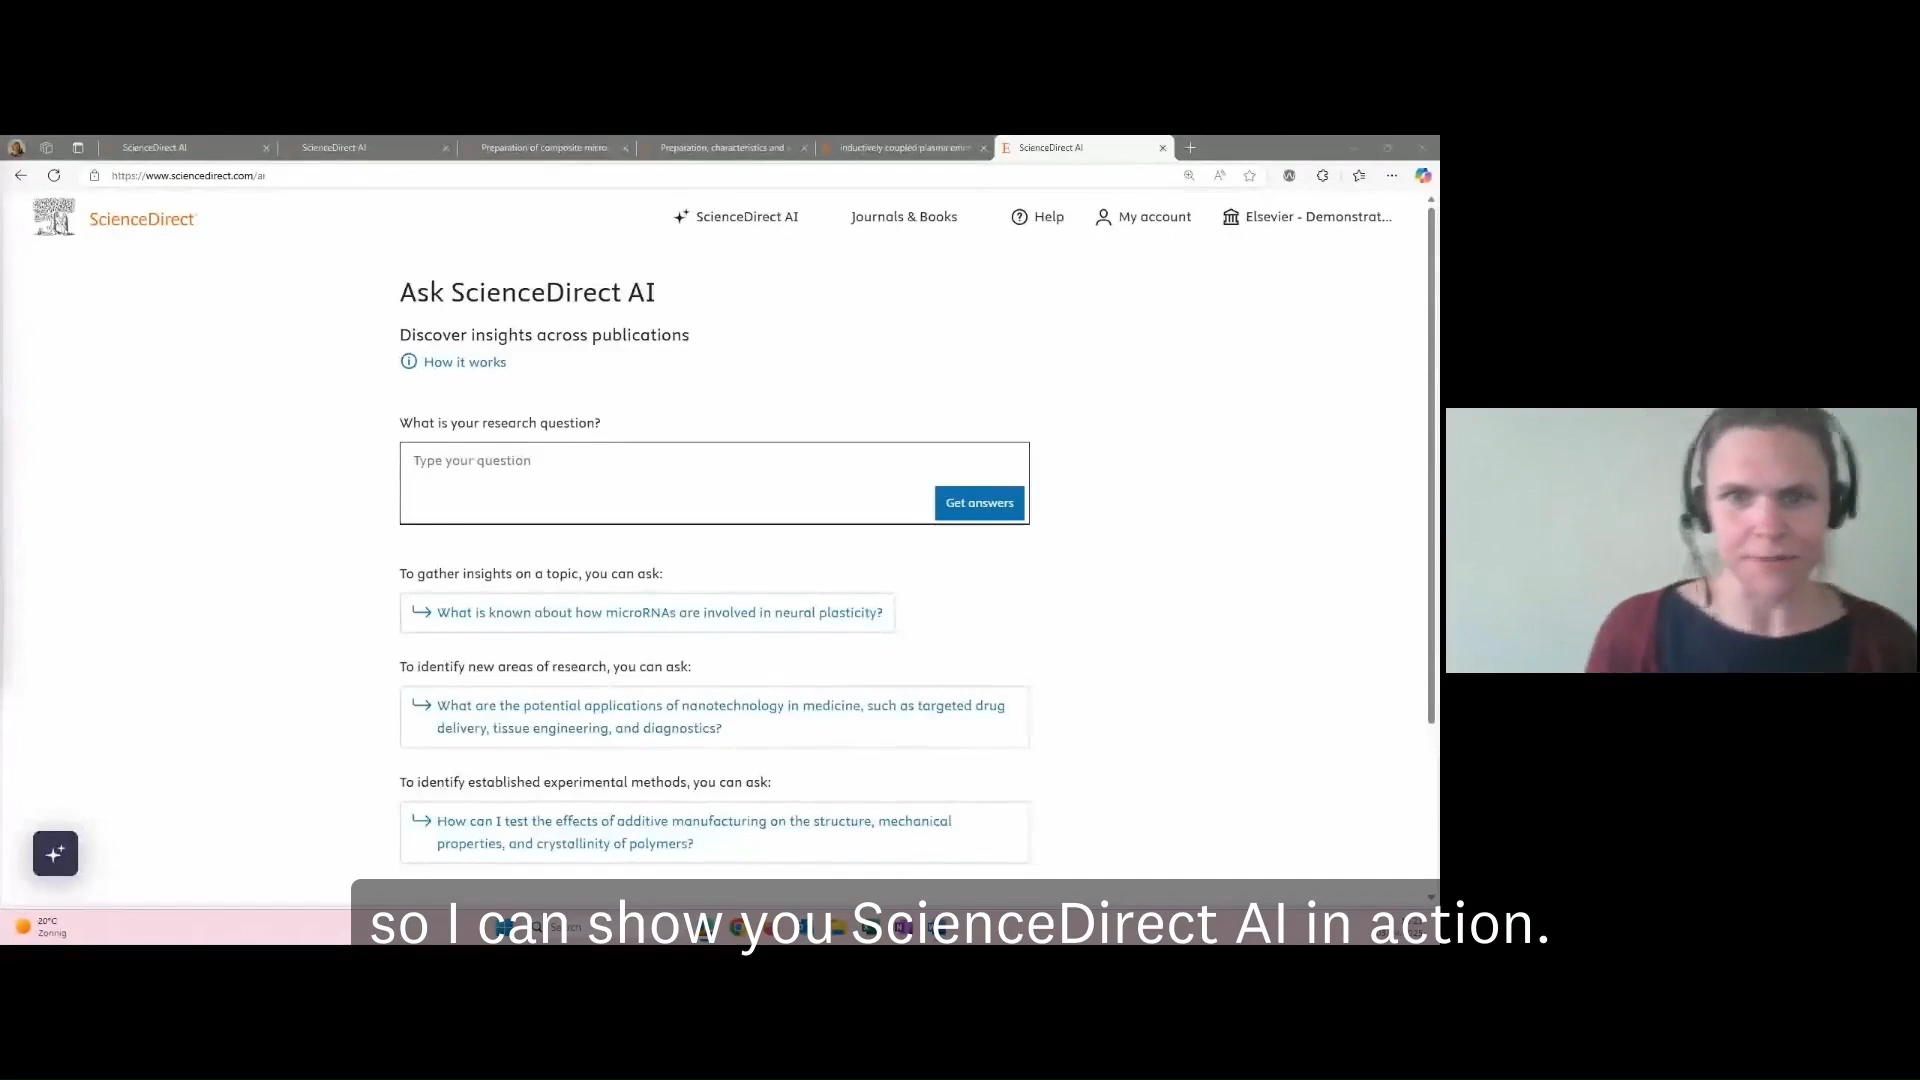 ScienceDirect AI
ScienceDirect AI
Preparation of composite micro
Preparation, characteristics and
inductively coupled plasma emi
ScienceDirect AI
https://www.sciencedirect.com/ai
ScienceDirect
ScienceDirect AI
Journals & Books
Help
My account
Elsevier - Demonstrat...
Ask ScienceDirect AI
Discover insights across publications
How it works
What is your research question?
Type your question
Get answers
To gather insights on a topic, you can ask:
What is known about how microRNAs are involved in neural plasticity?
To identify new areas of research, you can ask:
What are the potential applications of nanotechnology in medicine, such as targeted drug
delivery, tissue engineering, and diagnostics?
To identify established experimental methods, you can ask:
How can I test the effects of additive manufacturing on the structure, mechanical
properties, and crystallinity of polymers?
20°C
Zonnig
Search
so I can show you ScienceDirect AI in action.